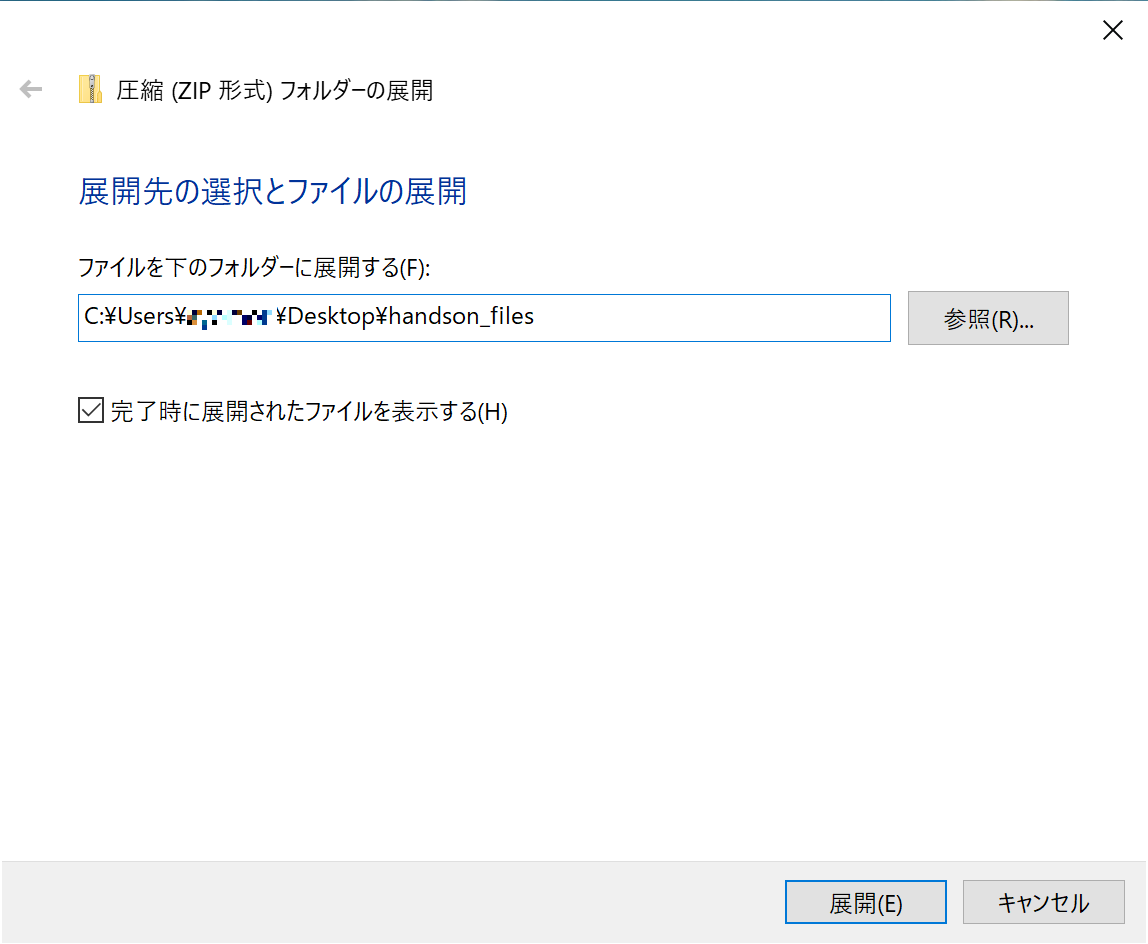 圧縮 (ZIP 形式) フォルダーの展開
展開先の選択とファイルの展開
ファイルを下のフォルダーに展開する(F):
C:¥Users¥ ¥Desktop¥handson_files
参照(R)...
完了時に展開されたファイルを表示する(H)
展開(E)
キャンセル